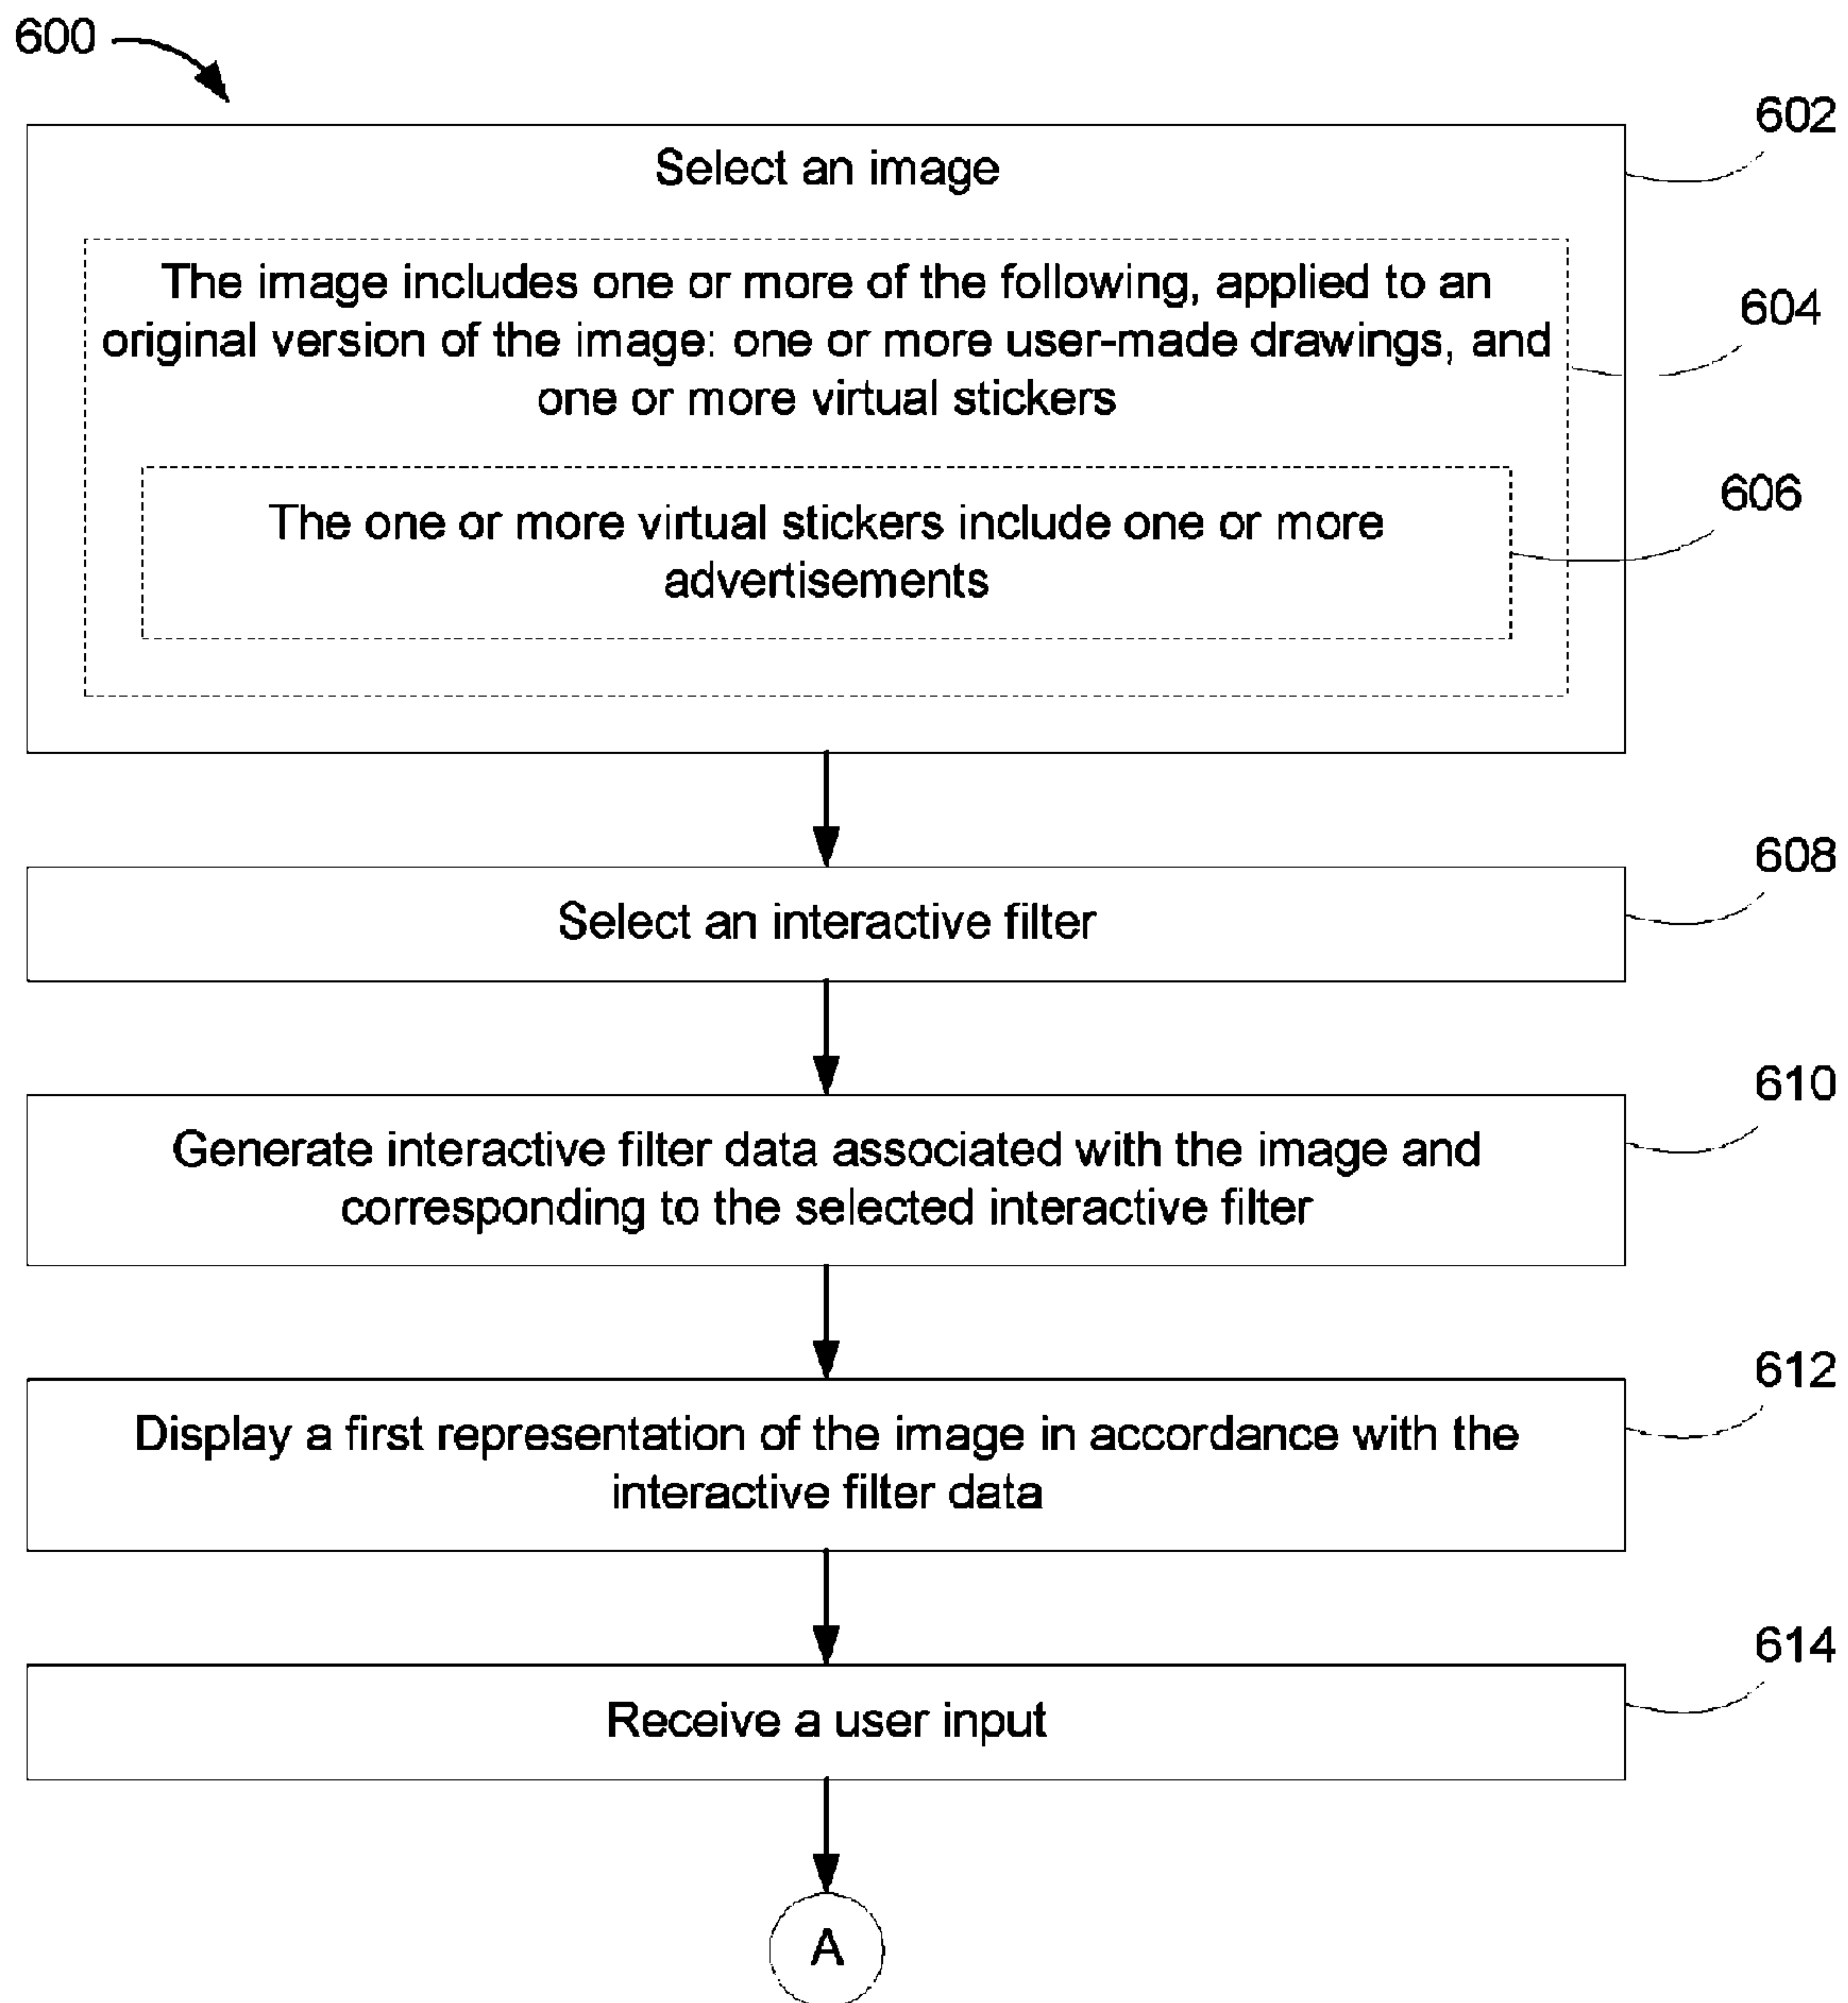 600
602
Select an image
The image includes one or more of the following, applied to an
original version of the image: one or more user-made drawings, and
one or more virtual stickers
604
The one or more virtual stickers include one or more
advertisements
606
608
Select an interactive filter
610
Generate interactive filter data associated with the image and
corresponding to the selected interactive filter
612
Display a first representation of the image in accordance with the
interactive filter data
614
Receive a user input
A